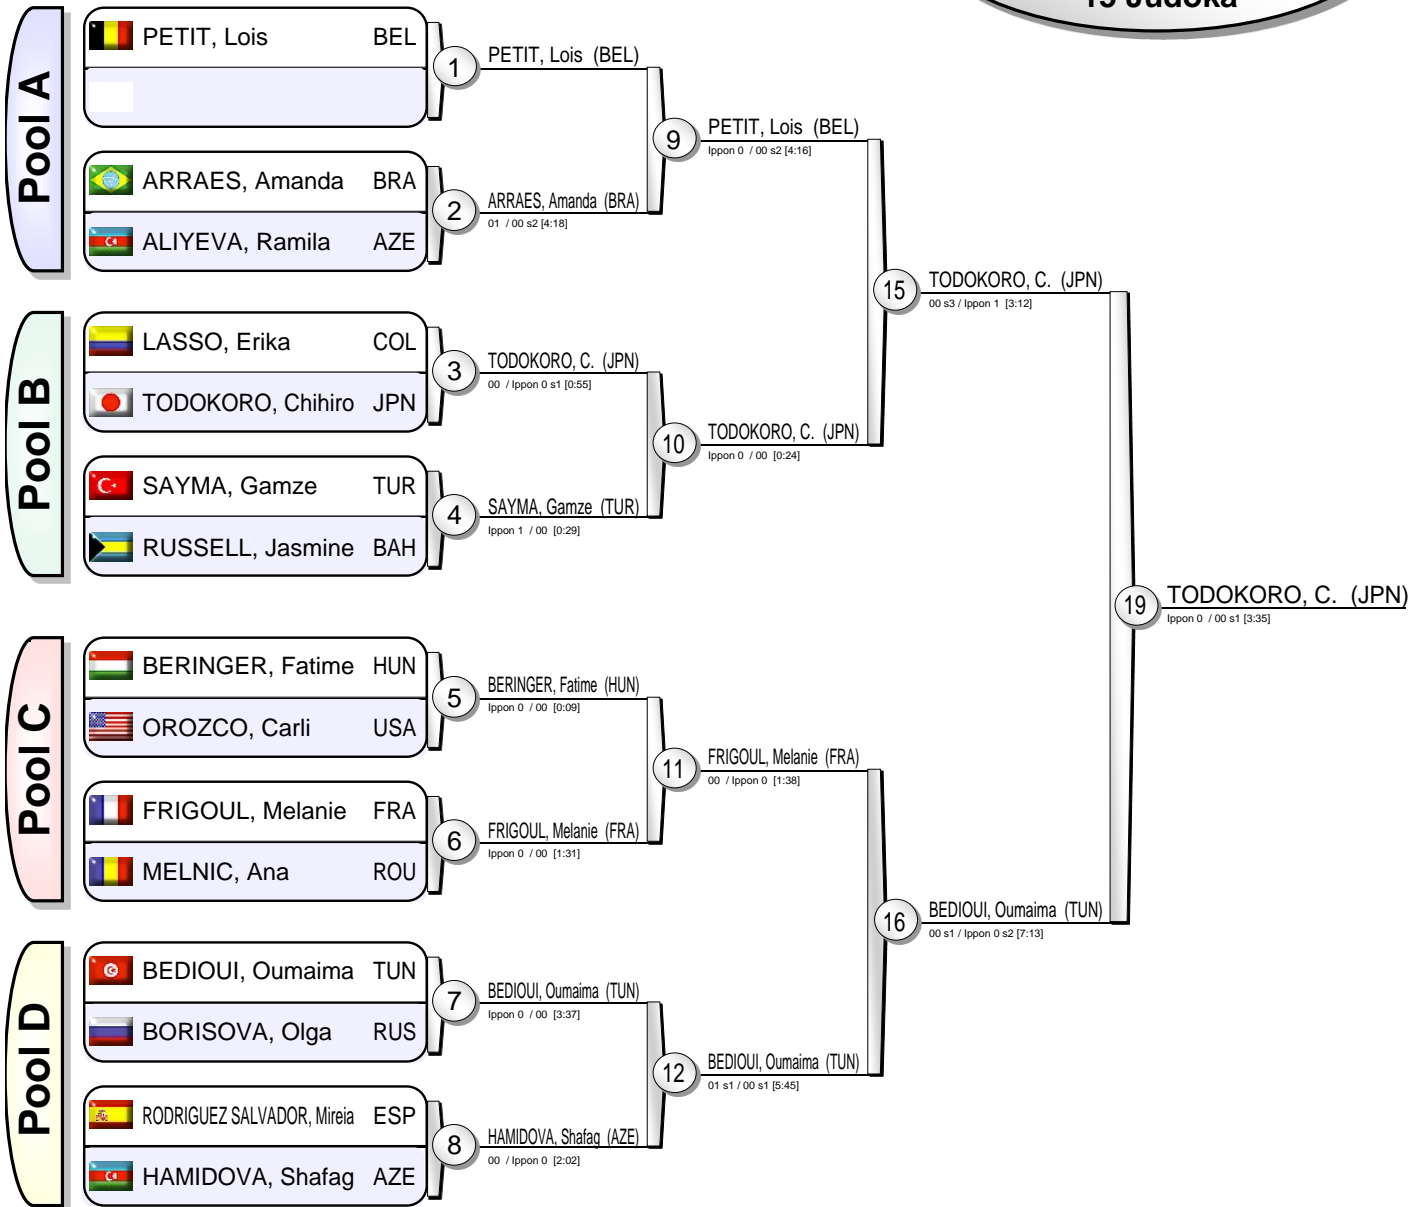 15 Judoka
Pool A
PETIT, Lois BEL
1
PETIT, Lois (BEL)
ARRAES, Amanda BRA
ALIYEVA, Ramila AZE
2
ARRAES, Amanda (BRA)
01 / 00 s2 [4:18]
9
PETIT, Lois (BEL)
Ippon 0 / 00 s2 [4:16]
Pool B
LASSO, Erika COL
TODOKORO, Chihiro JPN
3
TODOKORO, C. (JPN)
00 / Ippon 0 s1 [0:55]
SAYMA, Gamze TUR
RUSSELL, Jasmine BAH
4
SAYMA, Gamze (TUR)
Ippon 1 / 00 [0:29]
10
TODOKORO, C. (JPN)
Ippon 0 / 00 [0:24]
15
TODOKORO, C. (JPN)
00 s3 / Ippon 1 [3:12]
Pool C
BERINGER, Fatime HUN
OROZCO, Carli USA
5
BERINGER, Fatime (HUN)
Ippon 0 / 00 [0:09]
FRIGOUL, Melanie FRA
MELNIC, Ana ROU
6
FRIGOUL, Melanie (FRA)
Ippon 0 / 00 [1:31]
11
FRIGOUL, Melanie (FRA)
00 / Ippon 0 [1:38]
Pool D
BEDIOUI, Oumaima TUN
BORISOVA, Olga RUS
7
BEDIOUI, Oumaima (TUN)
Ippon 0 / 00 [3:37]
RODRIGUEZ SALVADOR, Mireia ESP
HAMIDOVA, Shafag AZE
8
HAMIDOVA, Shafag (AZE)
00 / Ippon 0 [2:02]
12
BEDIOUI, Oumaima (TUN)
01 s1 / 00 s1 [5:45]
16
BEDIOUI, Oumaima (TUN)
00 s1 / Ippon 0 s2 [7:13]
19
TODOKORO, C. (JPN)
Ippon 0 / 00 s1 [3:35]